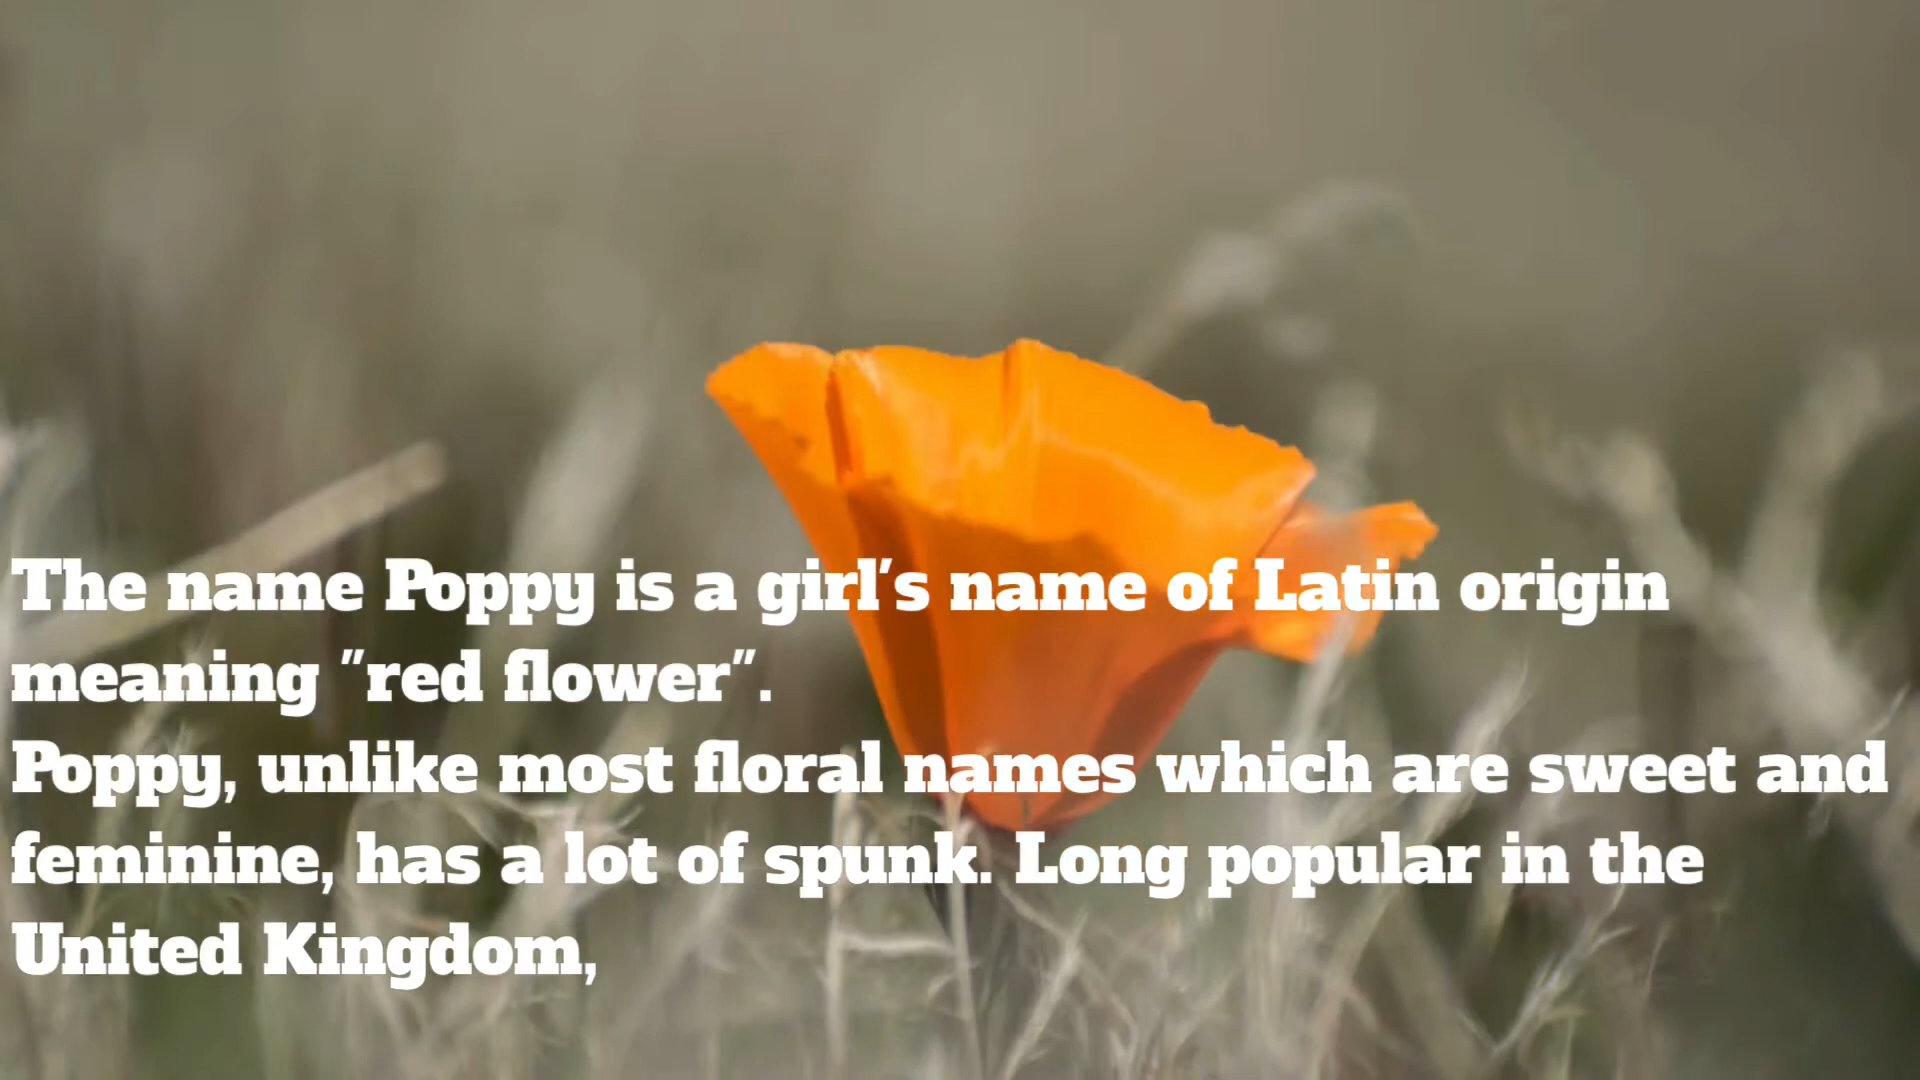 The name Poppy is a girl's name of Latin origin
meaning "red flower".
Poppy, unlike most floral names which are sweet and
feminine, has a lot of spunk. Long popular in the
United Kingdom,